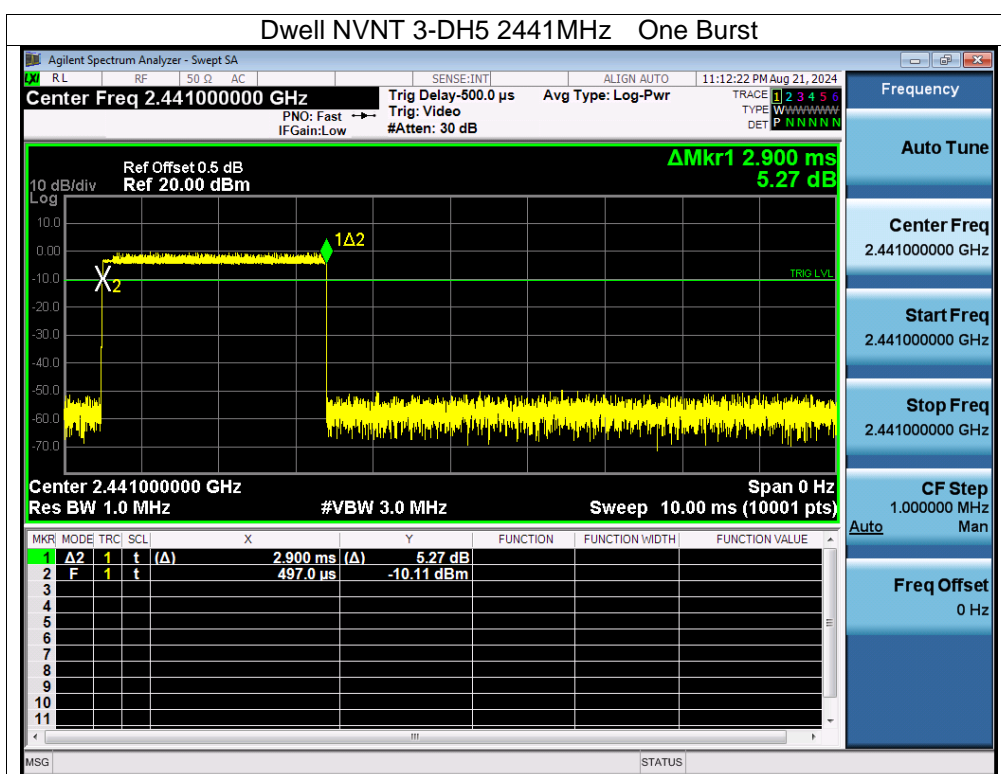 Dwell NVNT 3-DH5 2441MHz One Burst
Agilent Spectrum Analyzer - Swept SA
LXI RL RF 50 Ω AC SENSE:INT ALIGN AUTO 11:12:22 PM Aug 21, 2024
Center Freq 2.441000000 GHz
PNO: Fast
IFGain:Low
Trig Delay-500.0 µs
Trig: Video
#Atten: 30 dB
Avg Type: Log-Pwr
TRACE 1 2 3 4 5 6
TYPE WWWWWW
DET P N N N N N
Frequency
Auto Tune
Center Freq
2.441000000 GHz
Start Freq
2.441000000 GHz
Stop Freq
2.441000000 GHz
CF Step
1.000000 MHz
Auto Man
Freq Offset
0 Hz
ΔMkr1 2.900 ms
5.27 dB
Ref Offset 0.5 dB
10 dB/div Ref 20.00 dBm
Log
10.0
0.00
-10.0
-20.0
-30.0
-40.0
-50.0
-60.0
-70.0
1Δ2
2
TRIG LVL
Center 2.441000000 GHz Span 0 Hz
Res BW 1.0 MHz #VBW 3.0 MHz Sweep 10.00 ms (10001 pts)
MKR MODE TRC SCL X Y FUNCTION FUNCTION WIDTH FUNCTION VALUE
1 Δ2 1 t (Δ) 2.900 ms (Δ) 5.27 dB
2 F 1 t 497.0 µs -10.11 dBm
3
4
5
6
7
8
9
10
11
MSG STATUS